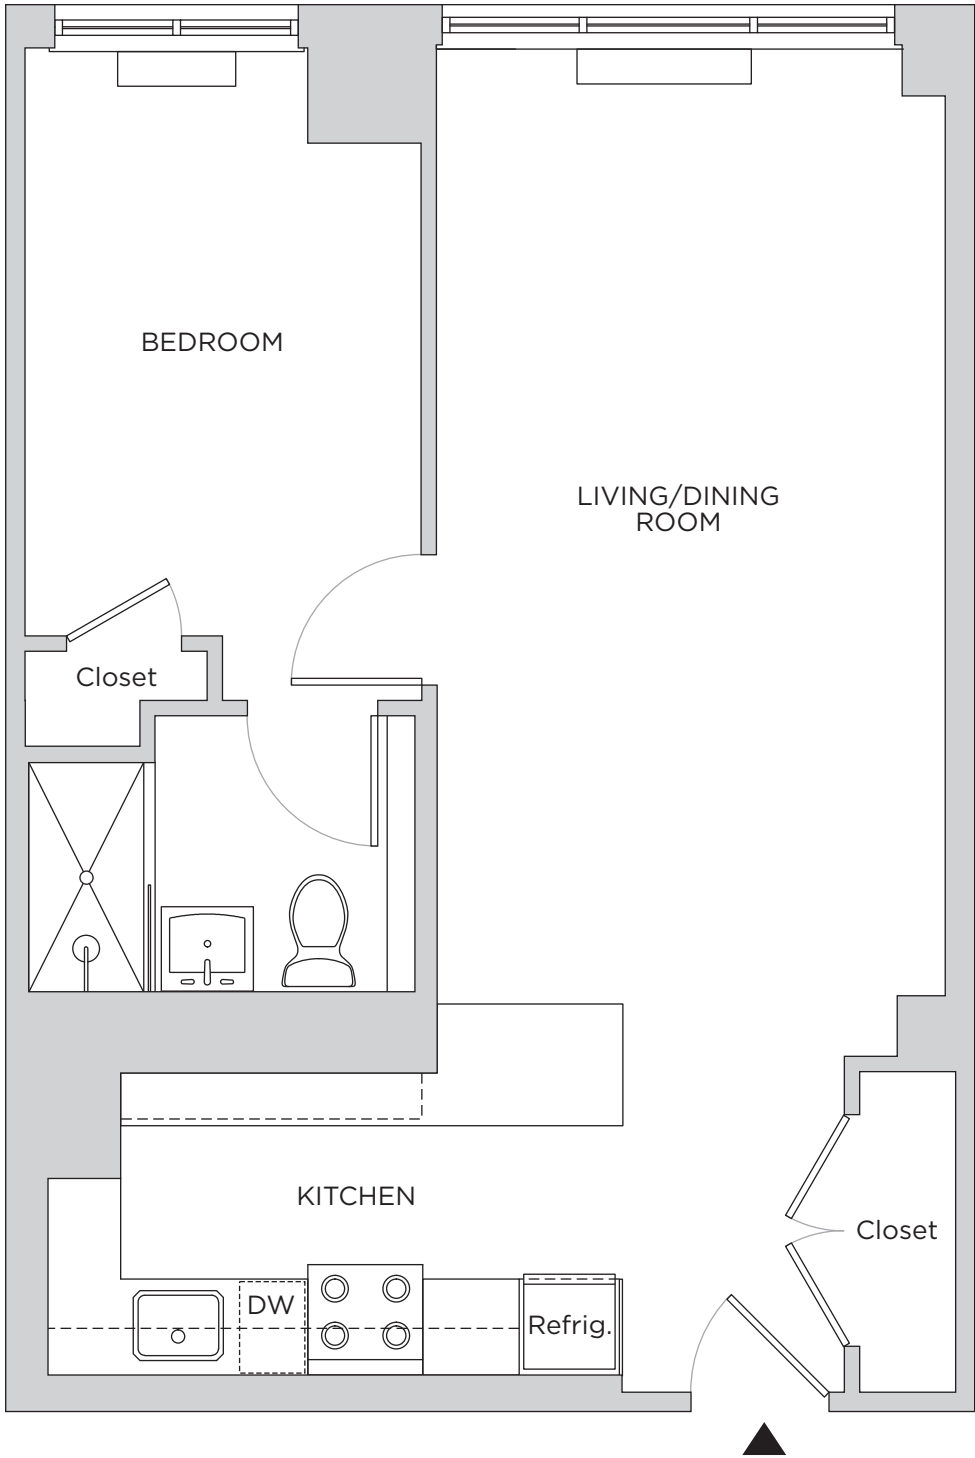 BEDROOM
LIVING/DINING
ROOM
Closet
KITCHEN
Closet
DW
Refrig.